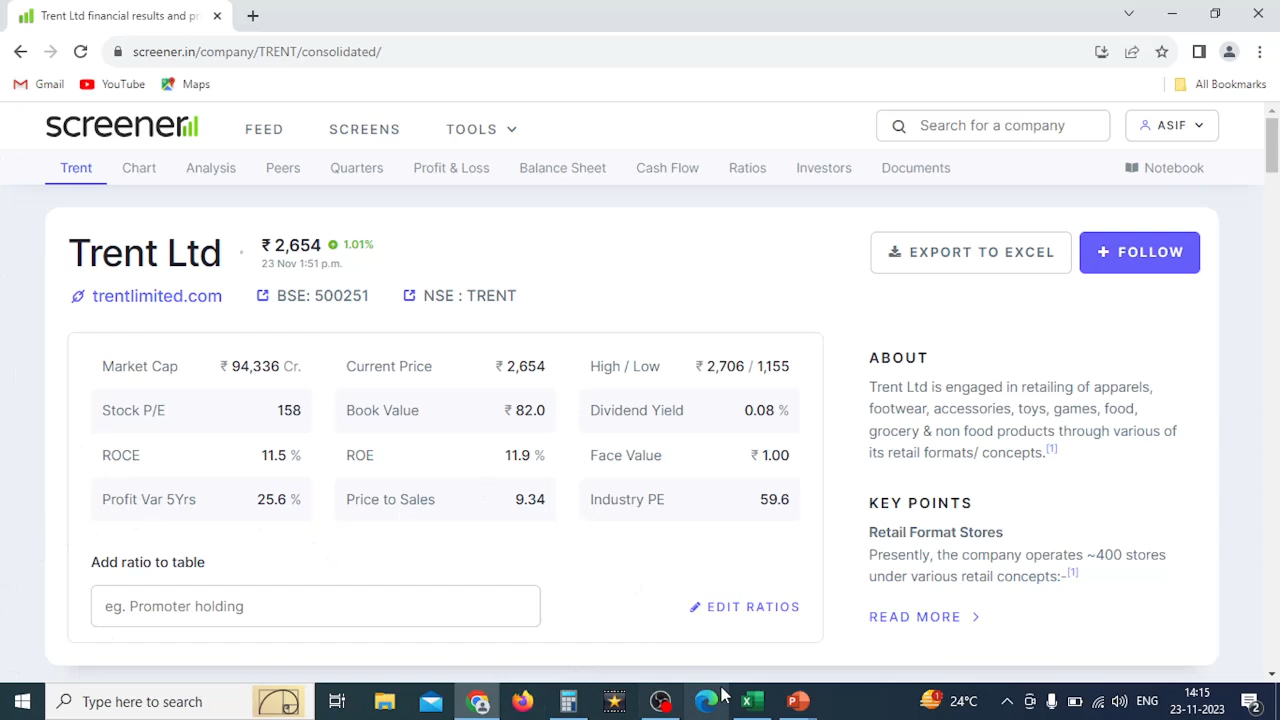 Trent Ltd financial results and pr
screener.in/company/TRENT/consolidated/
Gmail YouTube Maps All Bookmarks
screener FEED SCREENS TOOLS Search for a company ASIF
Trent Chart Analysis Peers Quarters Profit & Loss Balance Sheet Cash Flow Ratios Investors Documents Notebook
Trent Ltd ₹ 2,654 1.01%
23 Nov 1:51 p.m.
EXPORT TO EXCEL + FOLLOW
trentlimited.com BSE: 500251 NSE : TRENT
Market Cap ₹ 94,336 Cr. Current Price ₹ 2,654 High / Low ₹ 2,706 / 1,155
Stock P/E 158 Book Value ₹ 82.0 Dividend Yield 0.08 %
ROCE 11.5 % ROE 11.9 % Face Value ₹ 1.00
Profit Var 5Yrs 25.6 % Price to Sales 9.34 Industry PE 59.6
Add ratio to table
eg. Promoter holding EDIT RATIOS
ABOUT
Trent Ltd is engaged in retailing of apparels,
footwear, accessories, toys, games, food,
grocery & non food products through various of
its retail formats/ concepts.[1]
KEY POINTS
Retail Format Stores
Presently, the company operates ~400 stores
under various retail concepts:-[1]
READ MORE
Type here to search 1 24°C ENG 14:15
23-11-2023 2